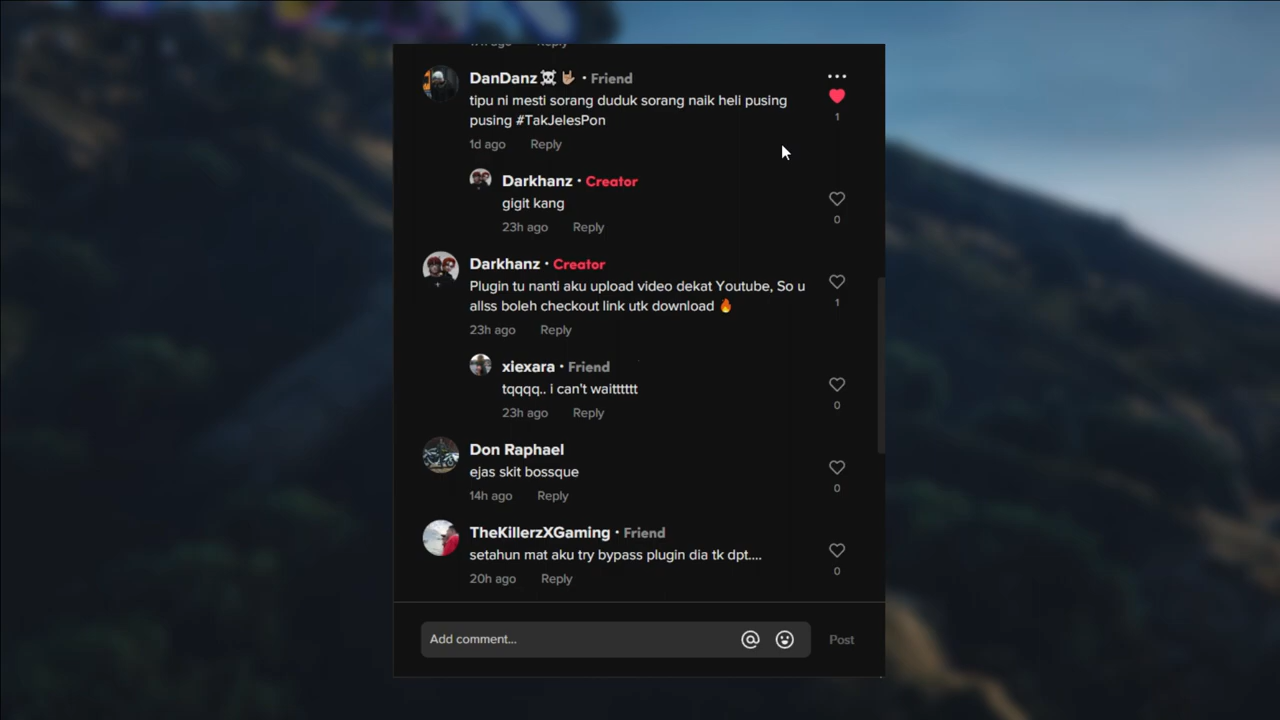 DanDanz ☠️ 🤘🏽 · Friend
tipu ni mesti sorang duduk sorang naik heli pusing
pusing #TakJelesPon
1
1d ago Reply
Darkhanz · Creator
gigit kang
0
23h ago Reply
Darkhanz · Creator
Plugin tu nanti aku upload video dekat Youtube, So u
allss boleh checkout link utk download 🔥
1
23h ago Reply
xiexara · Friend
tqqqq.. i can't waitttttt
0
23h ago Reply
Don Raphael
ejas skit bossque
0
14h ago Reply
TheKillerzXGaming · Friend
setahun mat aku try bypass plugin dia tk dpt....
0
20h ago Reply
Add comment... Post